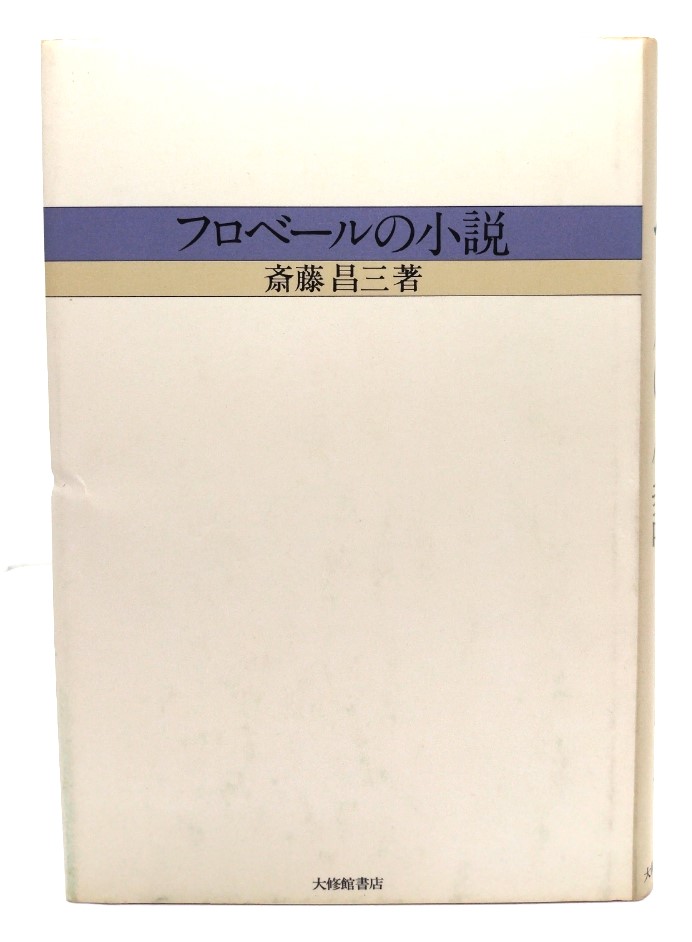 フロベールの小説
斎藤昌三著
大修館書店